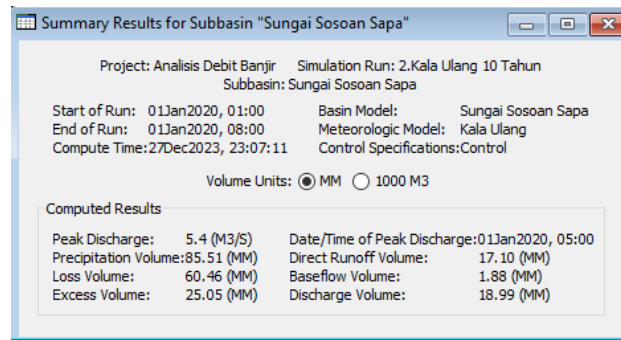 Summary Results for Subbasin "Sungai Sosoan Sapa"
Project: Analisis Debit Banjir Simulation Run: 2.Kala Ulang 10 Tahun
Subbasin: Sungai Sosoan Sapa
Start of Run: 01Jan2020, 01:00 Basin Model: Sungai Sosoan Sapa
End of Run: 01Jan2020, 08:00 Meteorologic Model: Kala Ulang
Compute Time:27Dec2023, 23:07:11 Control Specifications:Control
Volume Units: MM 1000 M3
Computed Results
Peak Discharge: 5.4 (M3/S) Date/Time of Peak Discharge:01Jan2020, 05:00
Precipitation Volume:85.51 (MM) Direct Runoff Volume: 17.10 (MM)
Loss Volume: 60.46 (MM) Baseflow Volume: 1.88 (MM)
Excess Volume: 25.05 (MM) Discharge Volume: 18.99 (MM)